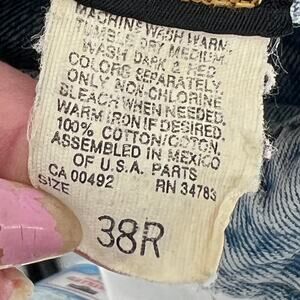 MACHINE WASH WARM
TUMBLE DRY MEDIUM
WASH DARK & RED
COLORS SEPARATELY
ONLY NON-CHLORINE
BLEACH WHEN NEEDED
WARM IRON IF DESIRED
100% COTTON/COTTON
ASSEMBLED IN MEXICO
OF U.S.A. PARTS
CA 00492 RN 34783
SIZE
38R